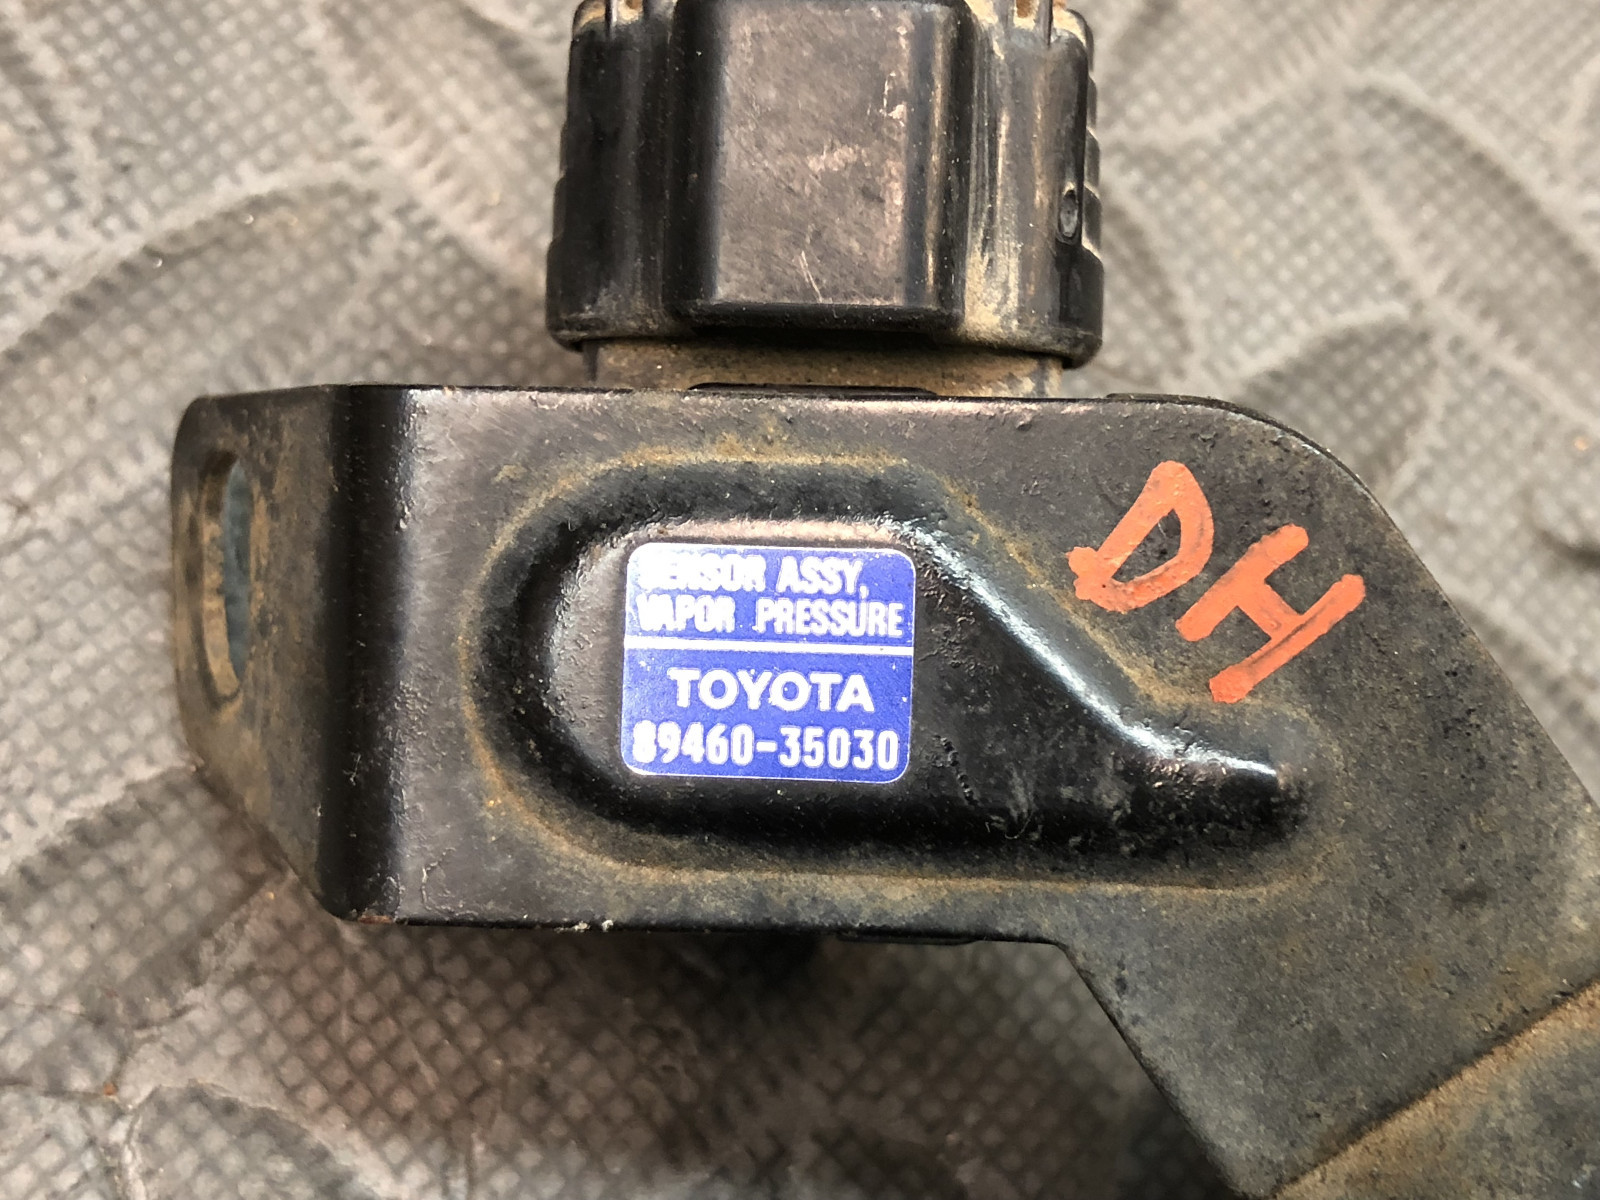 SENSOR ASSY,
VAPOR PRESSURE
TOYOTA
89460-35030
DH